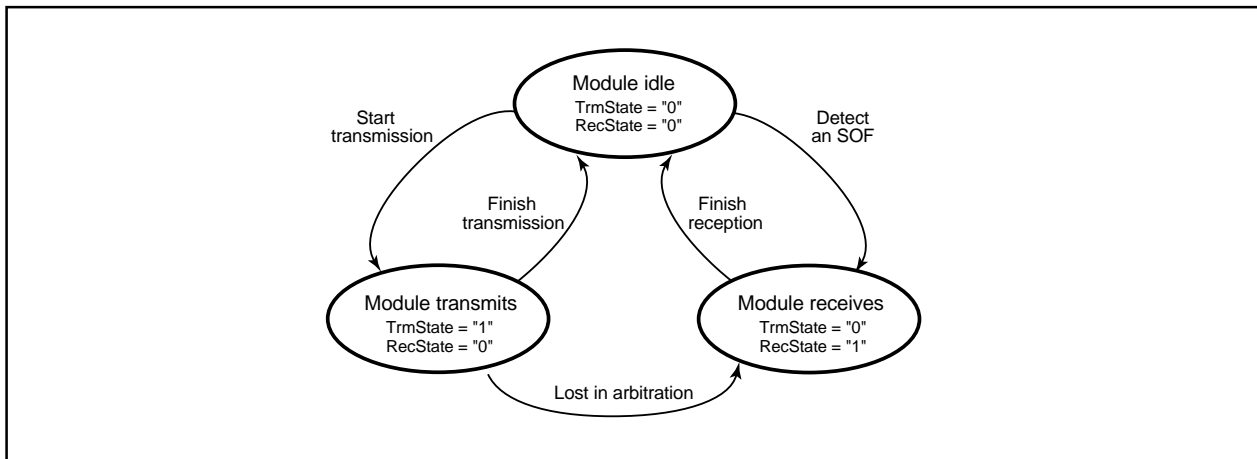 Module idle
TrmState = "0"
RecState = "0"
Start
transmission
Detect
an SOF
Finish
transmission
Finish
reception
Module transmits
TrmState = "1"
RecState = "0"
Module receives
TrmState = "0"
RecState = "1"
Lost in arbitration